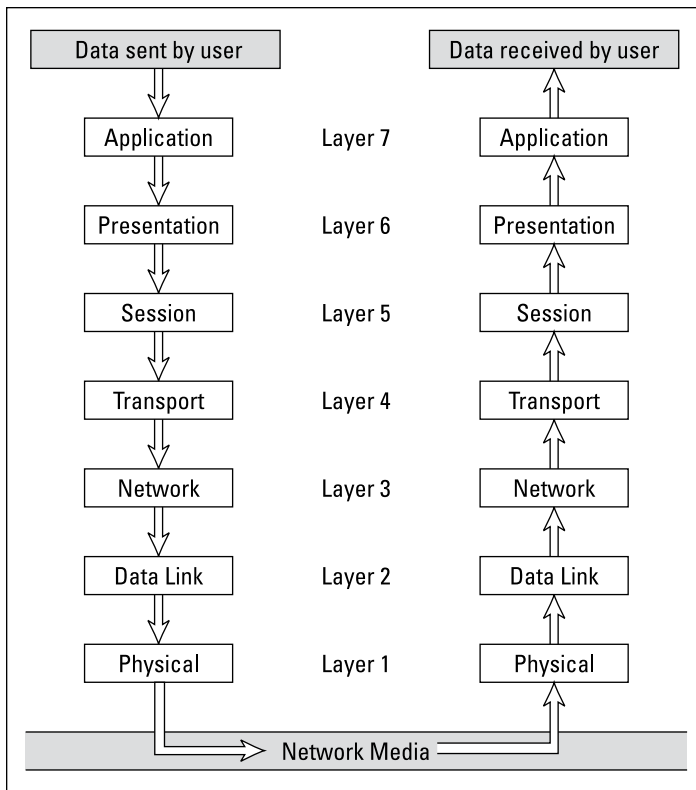 Data sent by user Data received by user
Application Layer 7 Application
Presentation Layer 6 Presentation
Session Layer 5 Session
Transport Layer 4 Transport
Network Layer 3 Network
Data Link Layer 2 Data Link
Physical Layer 1 Physical
Network Media